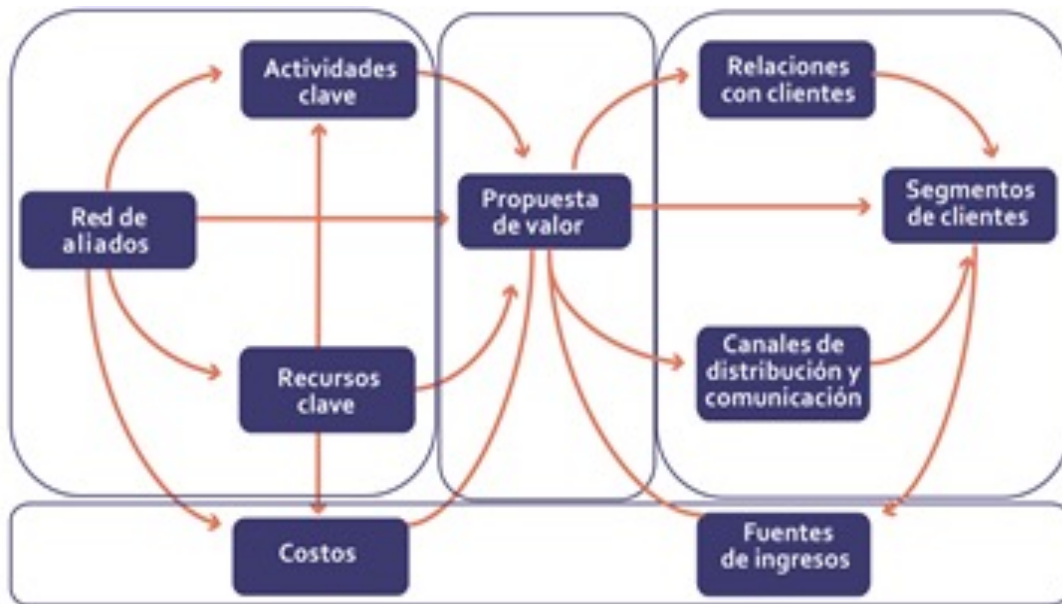 Actividades
clave
Relaciones
con clientes
Red de
aliados
Propuesta
de valor
Segmentos
de clientes
Recursos
clave
Canales de
distribución y
comunicación
Costos
Fuentes
de ingresos